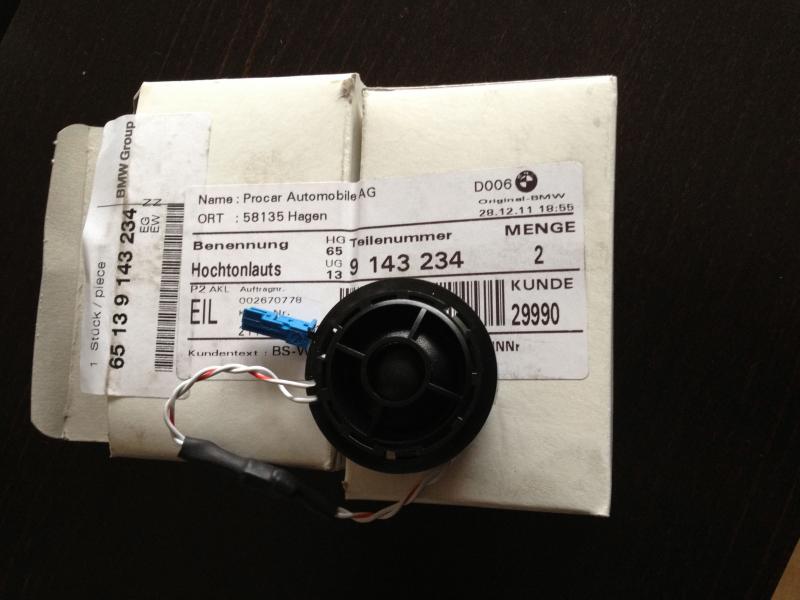 BMW Group
1 Stück / piece
65 13 9 143 234
ZZ
EG
EW
Name : Procar Automobile AG
ORT : 58135 Hagen
D006
Original-BMW
28.12.11 18:55
Benennung
HG Teilenummer
MENGE
Hochtonlauts
65
UG
13
9 143 234
2
P2 AKL Auftragnr.
KUNDE
EIL
002670778
29990
Kundentext :